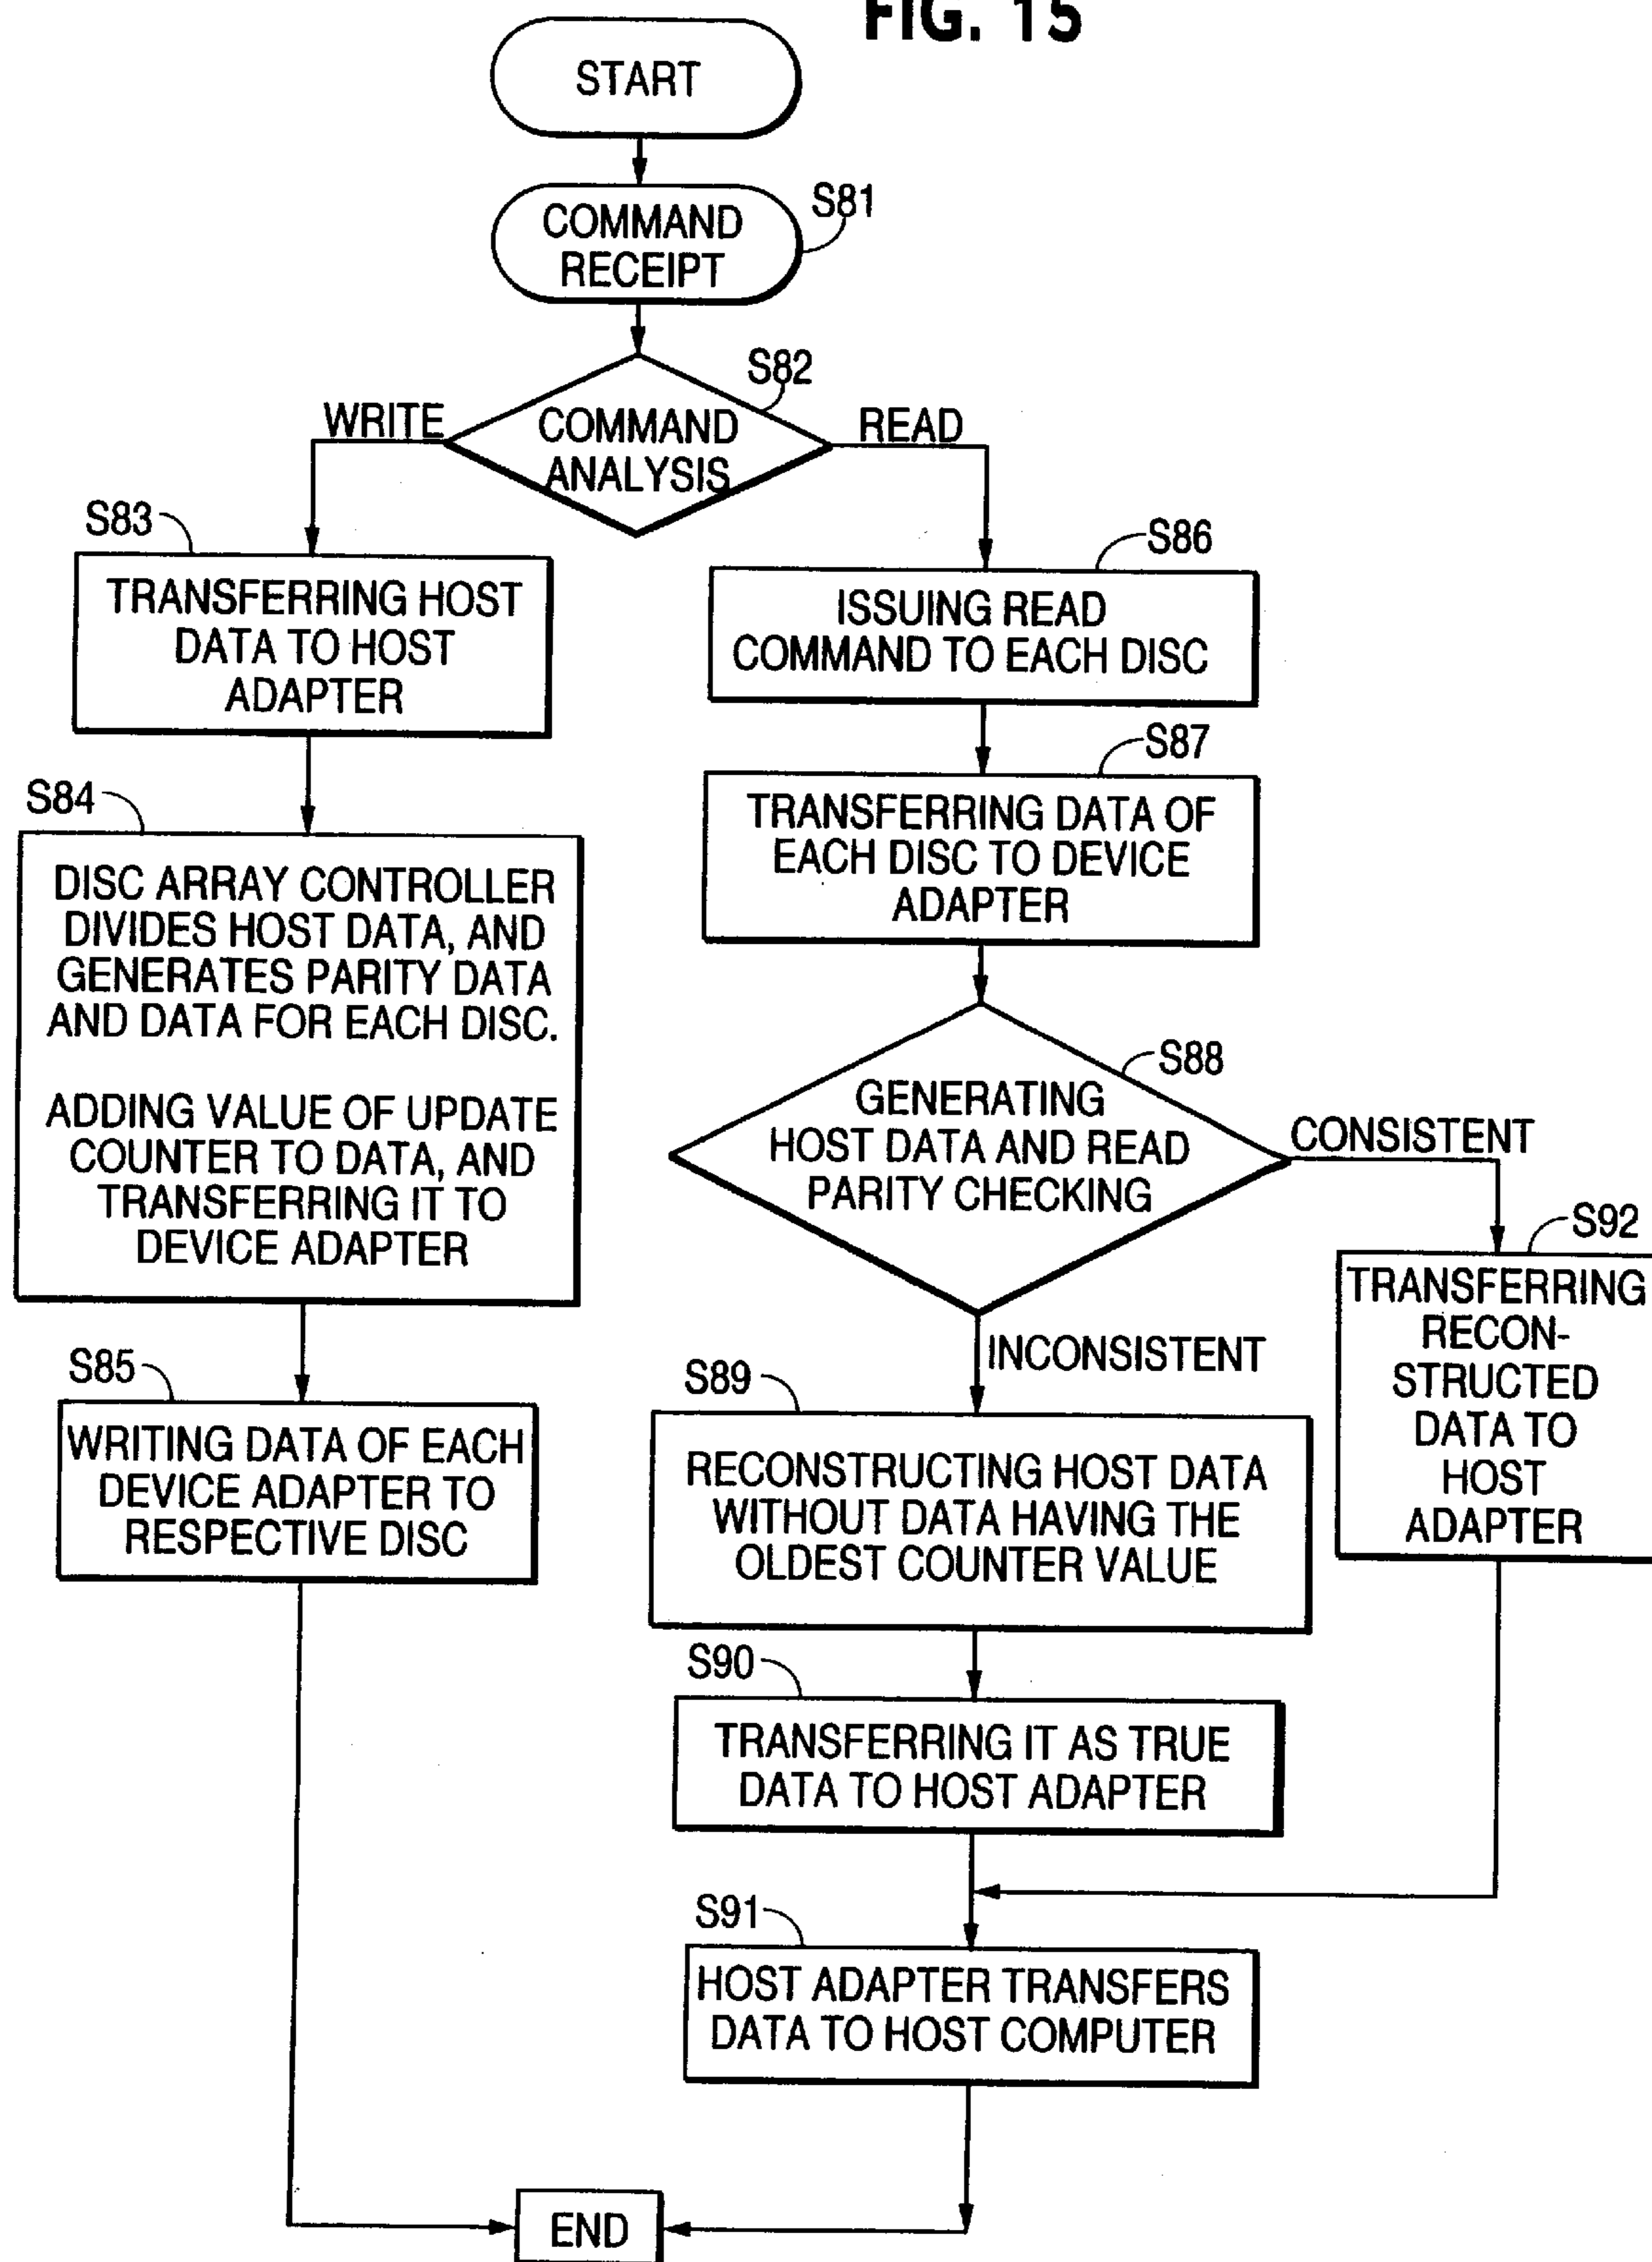 FIG. 15
START
S81
COMMAND
RECEIPT
S82
WRITE
COMMAND
ANALYSIS
READ
S83
TRANSFERRING HOST
DATA TO HOST
ADAPTER
S84
DISC ARRAY CONTROLLER
DIVIDES HOST DATA, AND
GENERATES PARITY DATA
AND DATA FOR EACH DISC.
ADDING VALUE OF UPDATE
COUNTER TO DATA, AND
TRANSFERRING IT TO
DEVICE ADAPTER
S85
WRITING DATA OF EACH
DEVICE ADAPTER TO
RESPECTIVE DISC
S86
ISSUING READ
COMMAND TO EACH DISC
S87
TRANSFERRING DATA OF
EACH DISC TO DEVICE
ADAPTER
S88
GENERATING
HOST DATA AND READ
PARITY CHECKING
CONSISTENT
INCONSISTENT
S92
TRANSFERRING
RECON-
STRUCTED
DATA TO
HOST
ADAPTER
S89
RECONSTRUCTING HOST DATA
WITHOUT DATA HAVING THE
OLDEST COUNTER VALUE
S90
TRANSFERRING IT AS TRUE
DATA TO HOST ADAPTER
S91
HOST ADAPTER TRANSFERS
DATA TO HOST COMPUTER
END